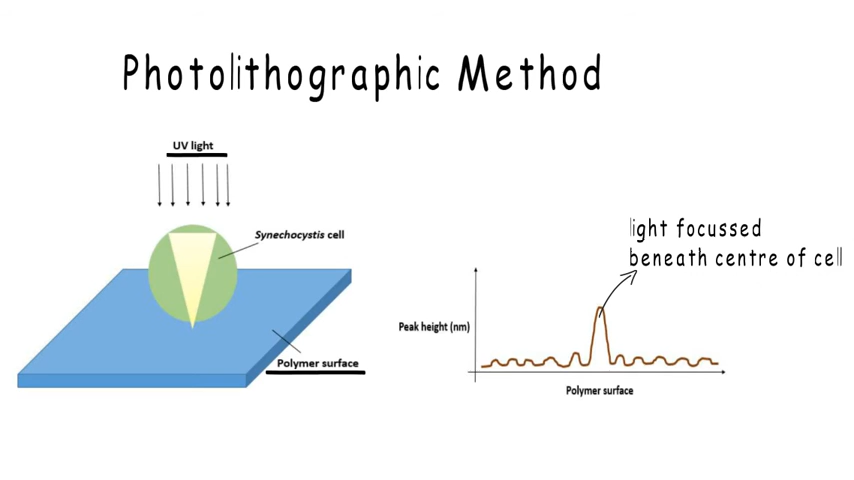 Photolithographic Method
UV light
Synechocystis cell
Polymer surface
light focussed
beneath centre of cell
Peak height (nm)
Polymer surface